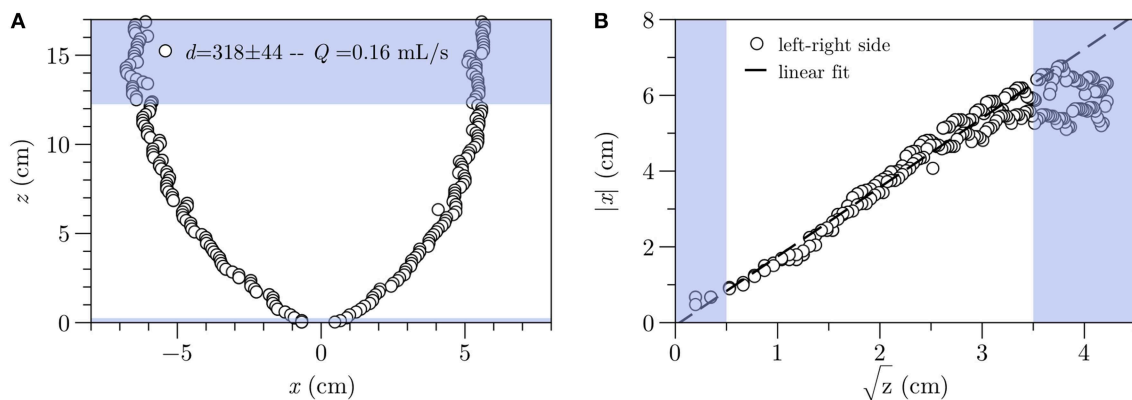 A
d=318±44 -- Q =0.16 mL/s
15
10
5
0
z (cm)
−5
0
5
x (cm)
B
left-right side
linear fit
8
6
4
2
0
|x| (cm)
0
1
2
3
4
√z (cm)